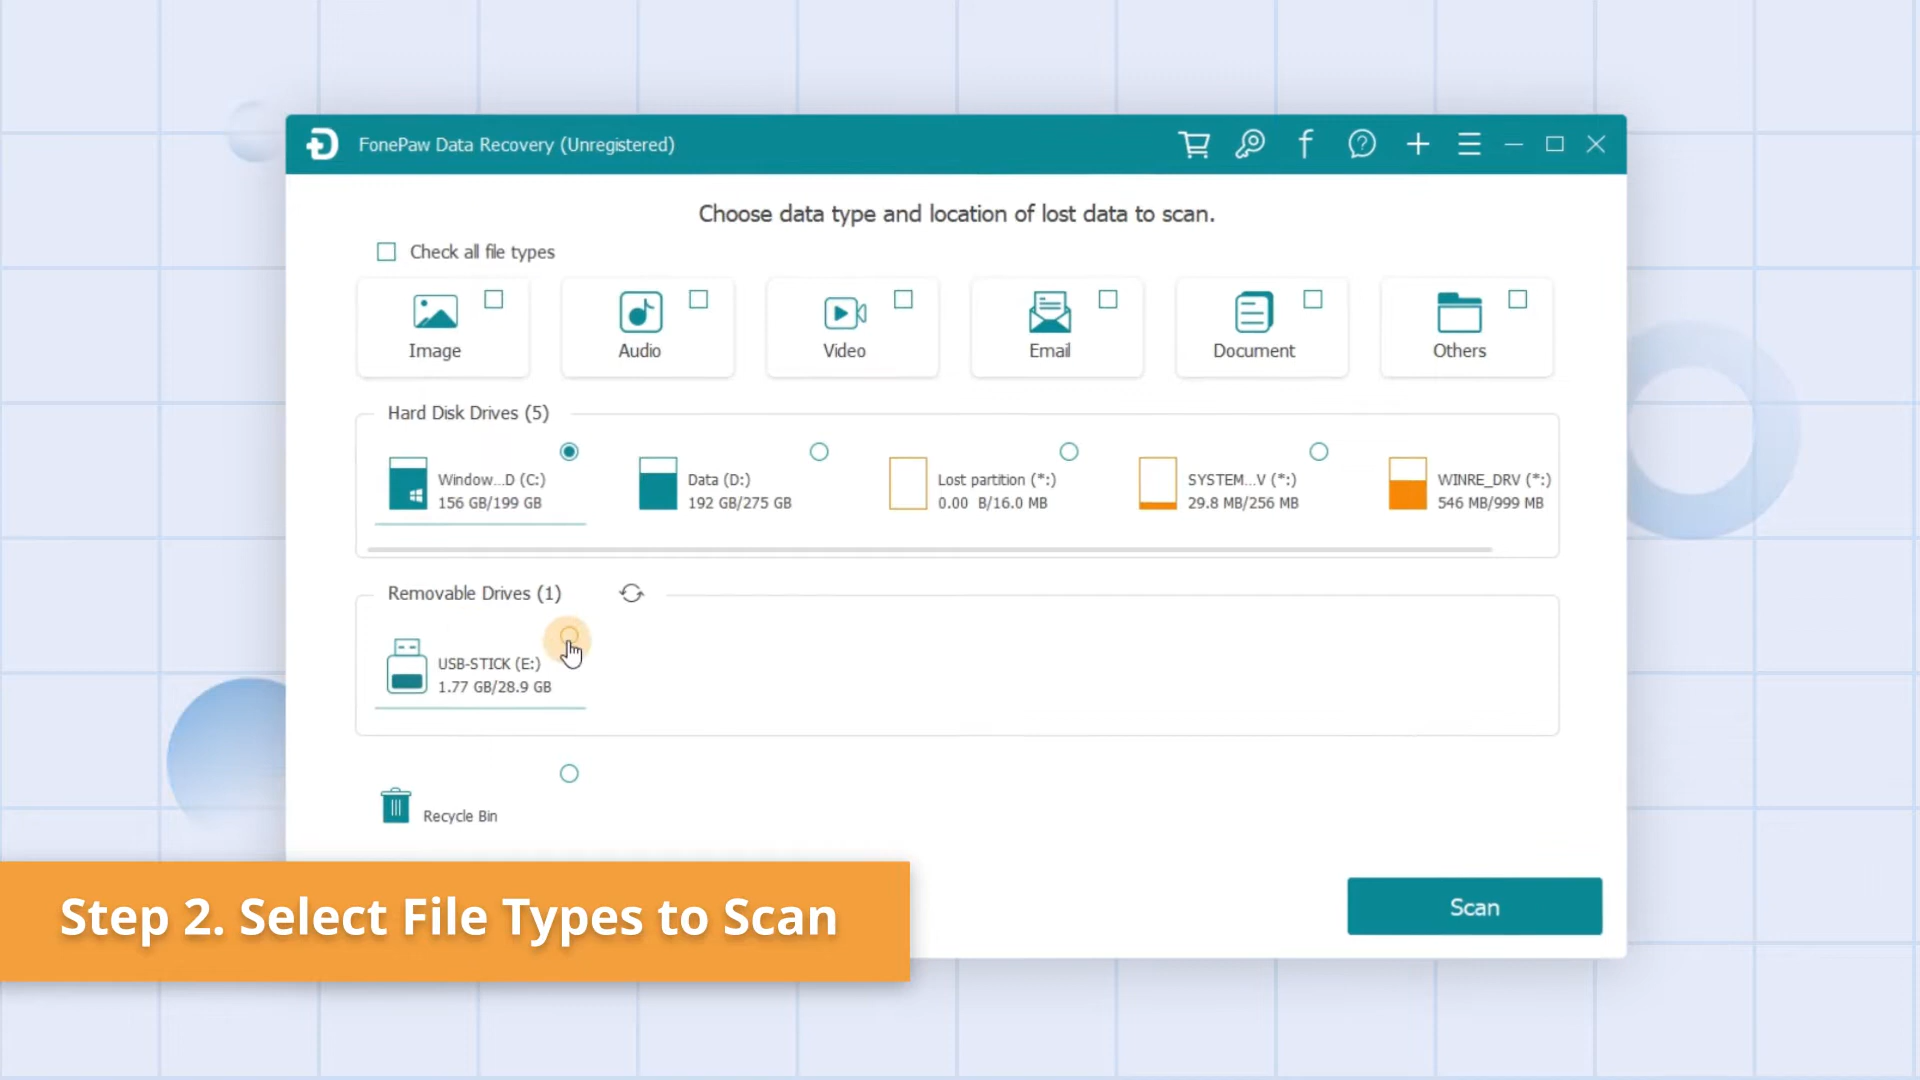 FonePaw Data Recovery (Unregistered)
Choose data type and location of lost data to scan.
Check all file types
Image
Audio
Video
Email
Document
Others
Hard Disk Drives (5)
Window...D (C:)
156 GB/199 GB
Data (D:)
192 GB/275 GB
Lost partition (*:)
0.00 B/16.0 MB
SYSTEM...V (*:)
29.8 MB/256 MB
WINRE_DRV (*:)
546 MB/999 MB
Removable Drives (1)
USB-STICK (E:)
1.77 GB/28.9 GB
Recycle Bin
Step 2. Select File Types to Scan
Scan